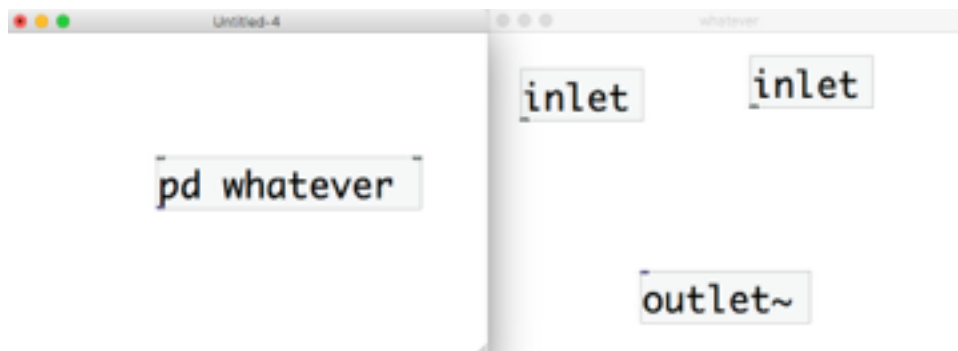 Untitled-4
whatever
inlet
inlet
pd whatever
outlet~